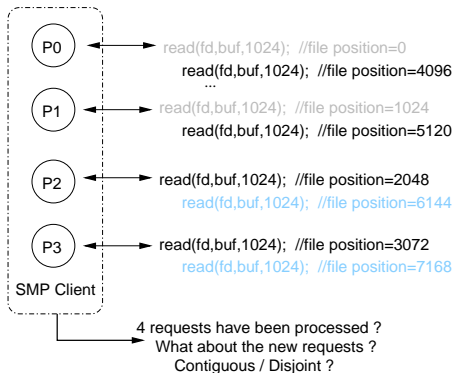 P0
read(fd,buf,1024); //file position=0
read(fd,buf,1024); //file position=4096
...
P1
read(fd,buf,1024); //file position=1024
read(fd,buf,1024); //file position=5120
P2
read(fd,buf,1024); //file position=2048
read(fd,buf,1024); //file position=6144
P3
read(fd,buf,1024); //file position=3072
read(fd,buf,1024); //file position=7168
SMP Client
4 requests have been processed ?
What about the new requests ?
Contiguous / Disjoint ?